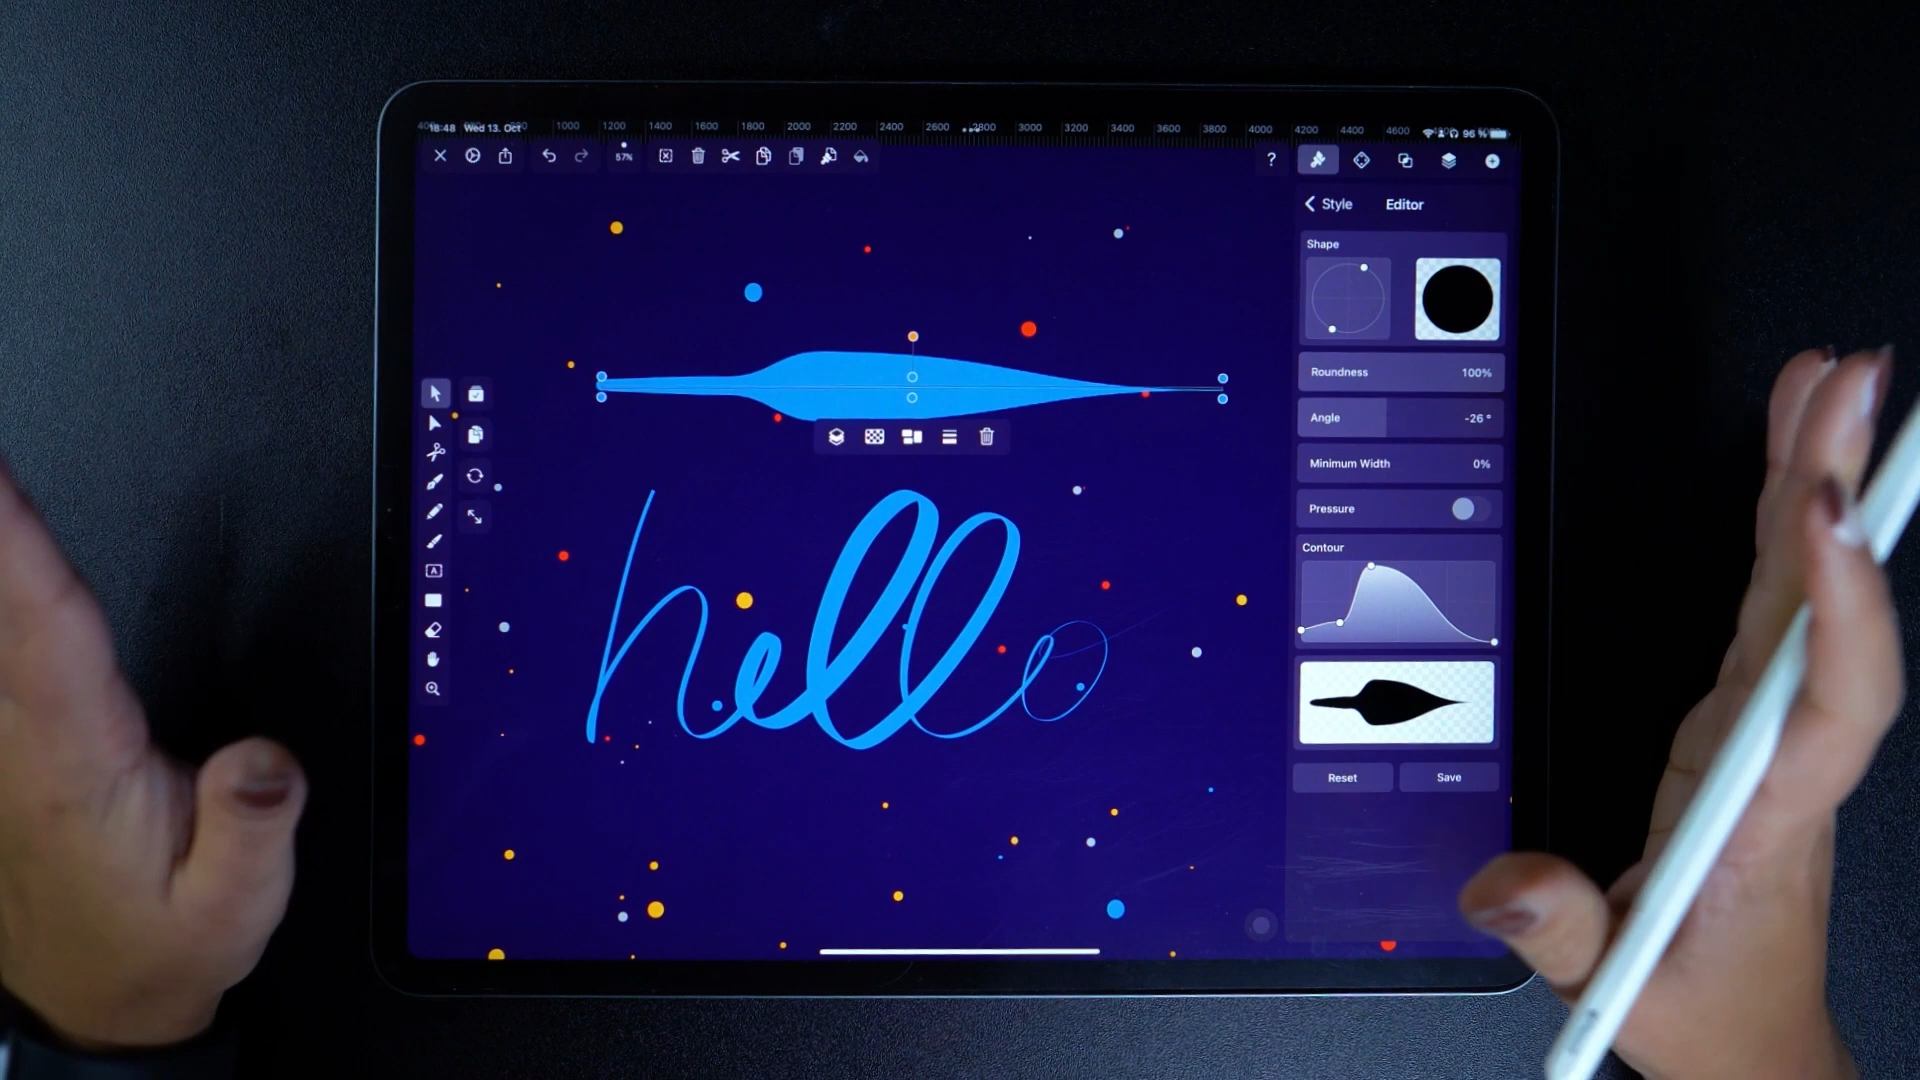 18:48 Wed 13. Oct
1000 1200 1400 1600 1800 2000 2200 2400 2600 2800 3000 3200 3400 3600 3800 4000 4200 4400 4600
96 %
57%
?
Style Editor
Shape
Roundness 100%
Angle -26°
Minimum Width 0%
Pressure
Contour
A
hello
Reset Save